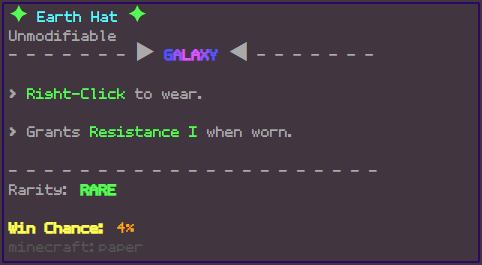 ✦ Earth Hat ✦
Unmodifiable
- - - - - - - ▶ GALAXY ◀ - - - - - - -
> Right-Click to wear.
> Grants Resistance I when worn.
- - - - - - - - - - - - - - - - - - - - - -
Rarity: RARE
Win Chance: 4%
minecraft:paper